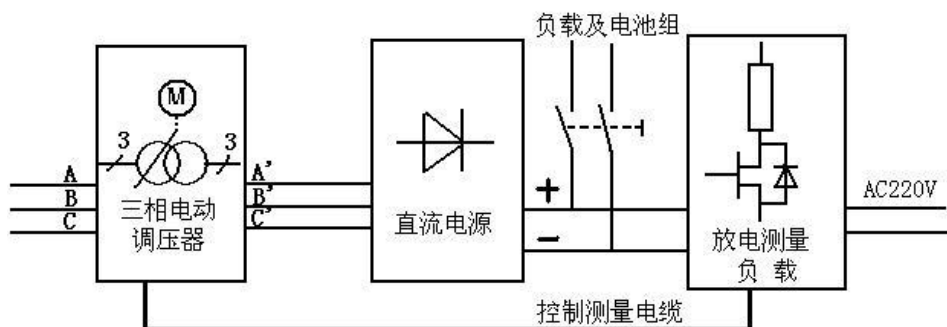 负载及电池组
M
3
3
A
B
C
A'
B'
C'
三相电动
调压器
直流电源
+
−
放电测量
负 载
AC220V
控制测量电缆